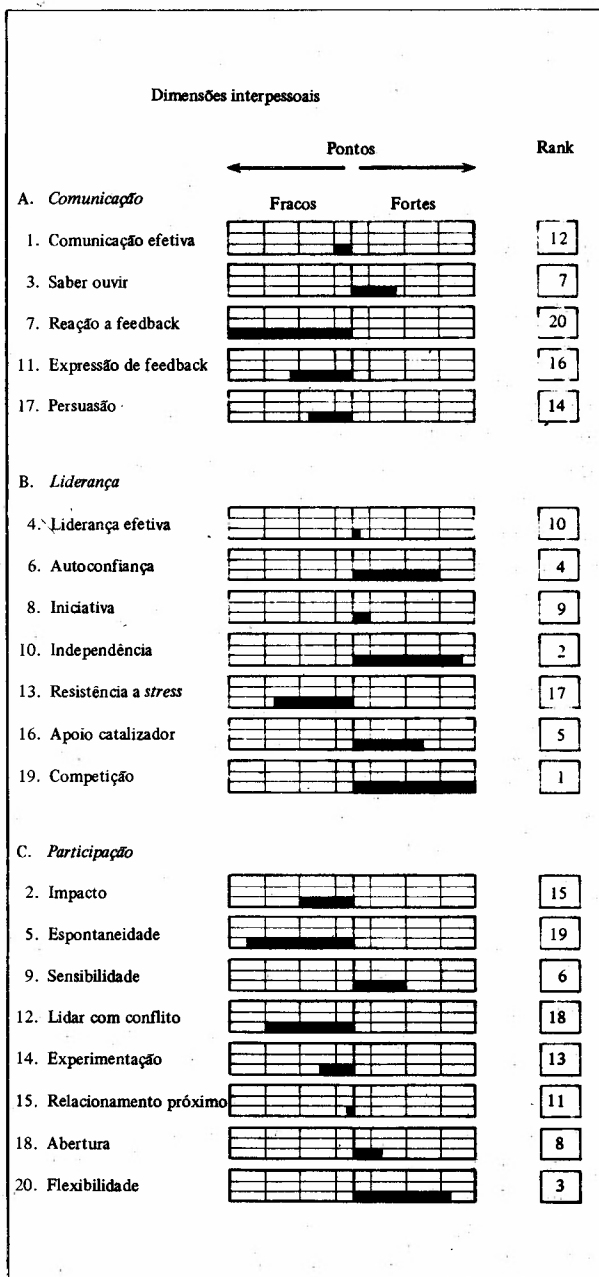 Dimensões interpessoais
Pontos Rank
A. Comunicação
Fracos Fortes
1. Comunicação efetiva 12
3. Saber ouvir 7
7. Reação a feedback 20
11. Expressão de feedback 16
17. Persuasão 14
B. Liderança
4. Liderança efetiva 10
6. Autoconfiança 4
8. Iniciativa 9
10. Independência 2
13. Resistência a stress 17
16. Apoio catalizador 5
19. Competição 1
C. Participação
2. Impacto 15
5. Espontaneidade 19
9. Sensibilidade 6
12. Lidar com conflito 18
14. Experimentação 13
15. Relacionamento próximo 11
18. Abertura 8
20. Flexibilidade 3